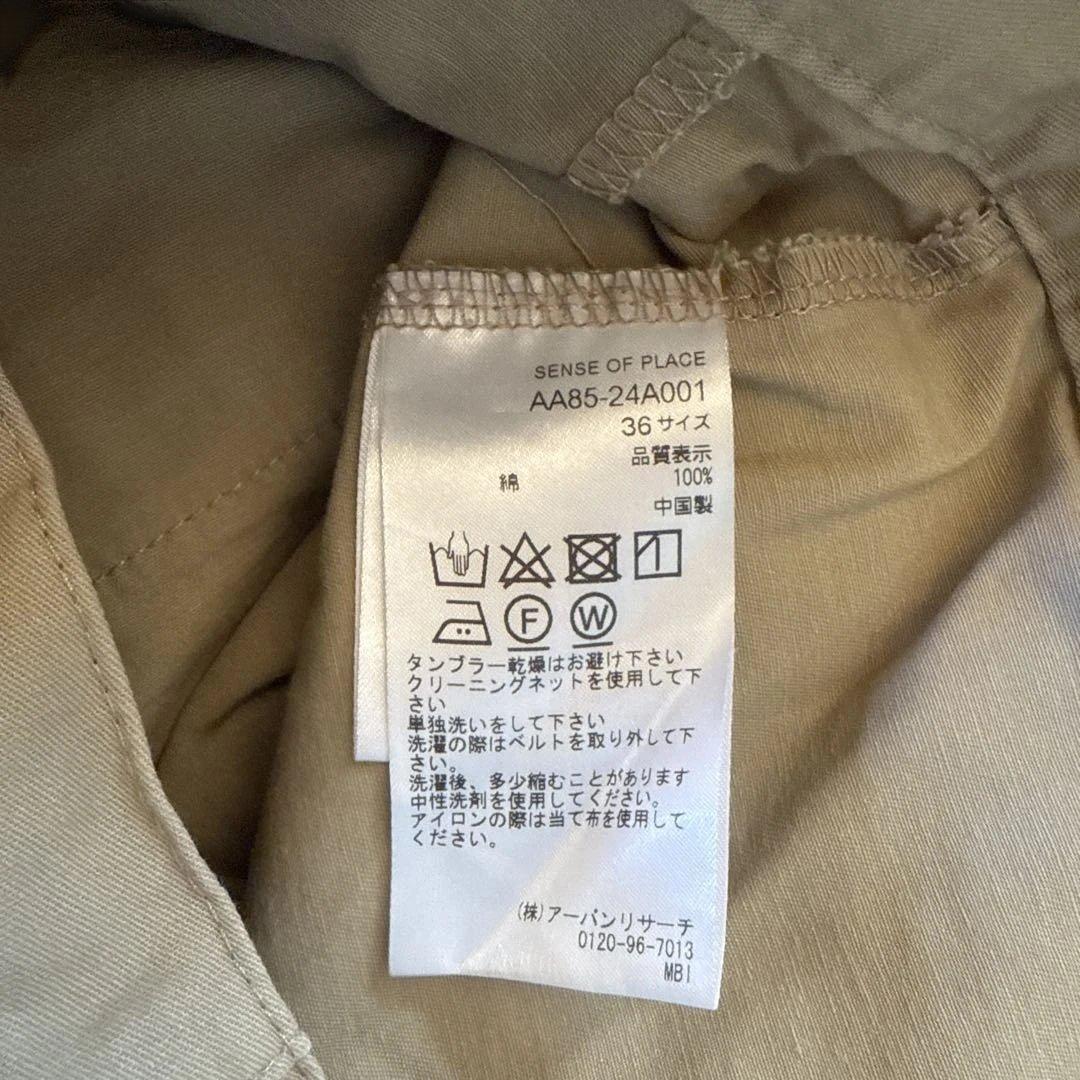 SENSE OF PLACE
AA85-24A001
36サイズ
品質表示
綿 100%
中国製
F W
タンブラー乾燥はお避け下さい
クリーニングネットを使用して下
さい
単独洗いをして下さい
洗濯の際はベルトを取り外して下
さい。
洗濯後、多少縮むことがあります
中性洗剤を使用してください。
アイロンの際は当て布を使用して
ください。
(株)アーバンリサーチ
0120-96-7013
MBI